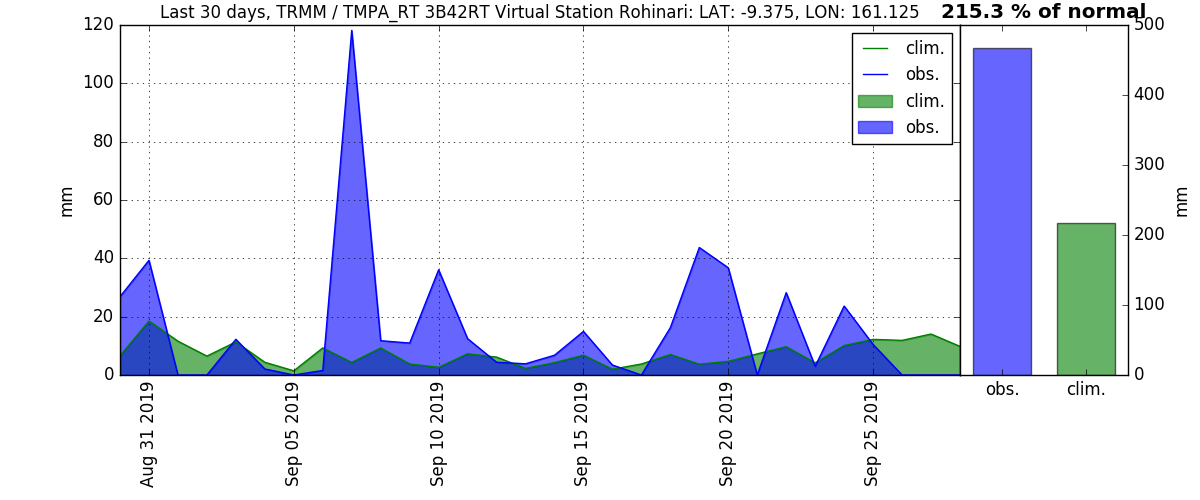 Last 30 days, TRMM / TMPA_RT 3B42RT Virtual Station Rohinari: LAT: -9.375, LON: 161.125
215.3 % of normal
120
100
80
60
40
20
0
mm
clim.
obs.
clim.
obs.
Aug 31 2019
Sep 05 2019
Sep 10 2019
Sep 15 2019
Sep 20 2019
Sep 25 2019
500
400
300
200
100
0
mm
obs.
clim.